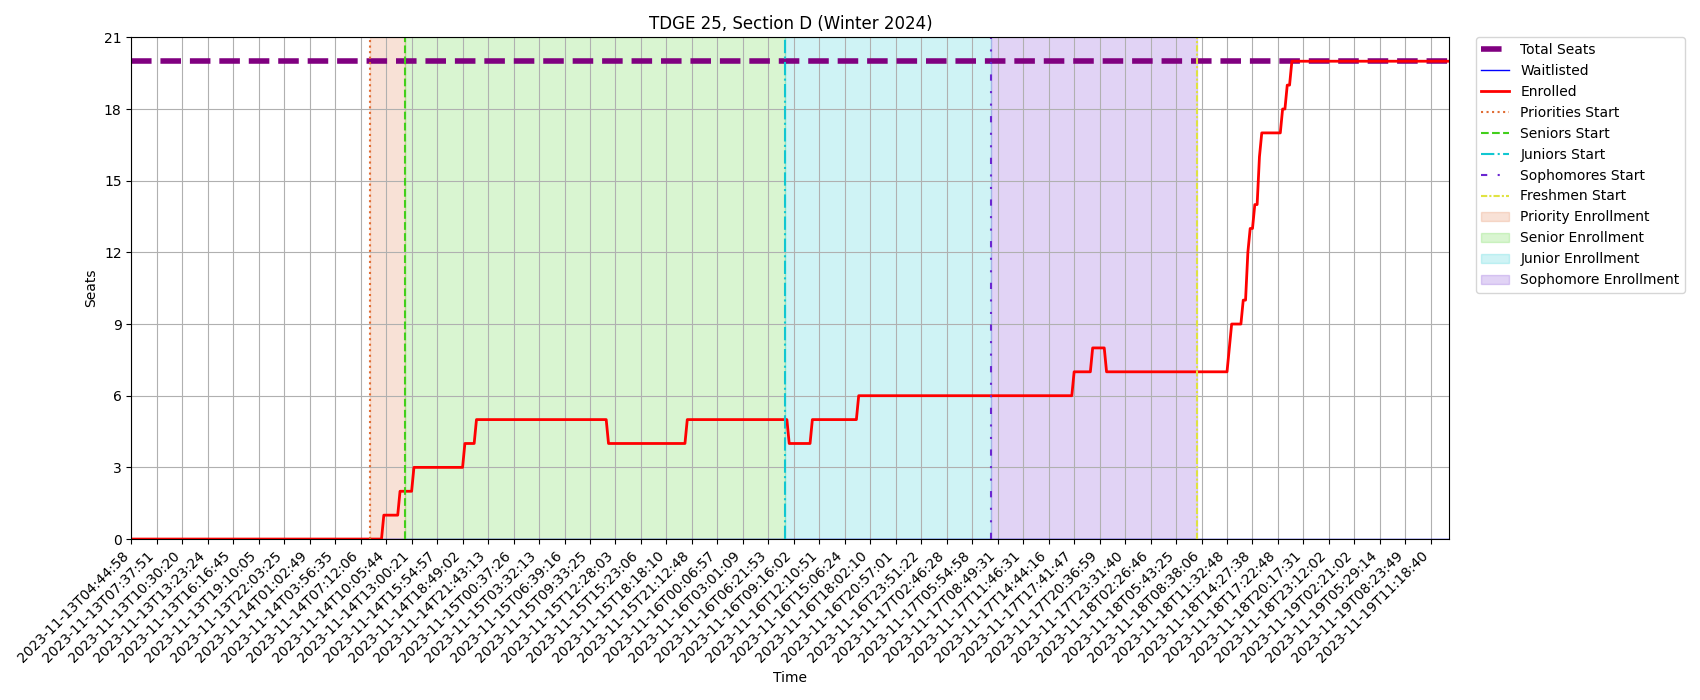 TDGE 25, Section D (Winter 2024)
21
18
15
12
9
6
3
0
Seats
2023-11-13T04:44:58
2023-11-13T07:37:51
2023-11-13T10:30:20
2023-11-13T13:23:24
2023-11-13T16:16:45
2023-11-13T19:10:05
2023-11-13T22:03:25
2023-11-14T01:02:49
2023-11-14T03:56:35
2023-11-14T07:12:06
2023-11-14T10:05:44
2023-11-14T13:00:21
2023-11-14T15:54:57
2023-11-14T18:49:02
2023-11-14T21:43:13
2023-11-15T00:37:26
2023-11-15T03:32:13
2023-11-15T06:39:16
2023-11-15T09:33:25
2023-11-15T12:28:03
2023-11-15T15:23:06
2023-11-15T18:18:10
2023-11-15T21:12:48
2023-11-16T00:06:57
2023-11-16T03:01:09
2023-11-16T06:21:53
2023-11-16T09:16:02
2023-11-16T12:10:51
2023-11-16T15:06:24
2023-11-16T18:02:10
2023-11-16T20:57:01
2023-11-16T23:51:22
2023-11-17T02:46:28
2023-11-17T05:54:58
2023-11-17T08:49:31
2023-11-17T11:46:31
2023-11-17T14:44:16
2023-11-17T17:41:47
2023-11-17T20:36:59
2023-11-17T23:31:40
2023-11-18T02:26:46
2023-11-18T05:43:25
2023-11-18T08:38:06
2023-11-18T11:32:48
2023-11-18T14:27:38
2023-11-18T17:22:48
2023-11-18T20:17:31
2023-11-18T23:12:02
2023-11-19T02:21:02
2023-11-19T05:29:14
2023-11-19T08:23:49
2023-11-19T11:18:40
Time
Total Seats
Waitlisted
Enrolled
Priorities Start
Seniors Start
Juniors Start
Sophomores Start
Freshmen Start
Priority Enrollment
Senior Enrollment
Junior Enrollment
Sophomore Enrollment